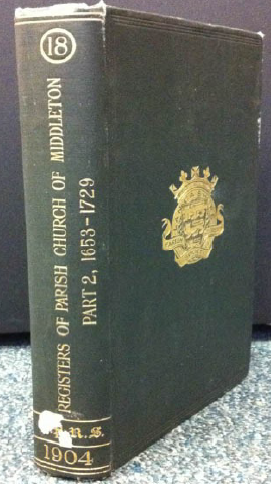 18
REGISTERS OF PARISH CHURCH OF MIDDLETON
PART 2, 1653-1729
P.R.S.
1904